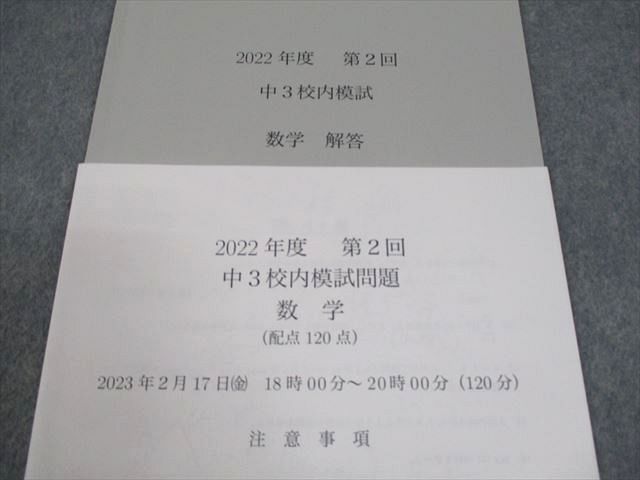 2022 年度　第２回
中３校内模試
数学　解答
2022 年度　第２回
中３校内模試問題
数　学
（配点 120 点）
2023 年２月 17 日㈮　18 時 00 分～ 20 時 00 分（120 分）
注　意　事　項